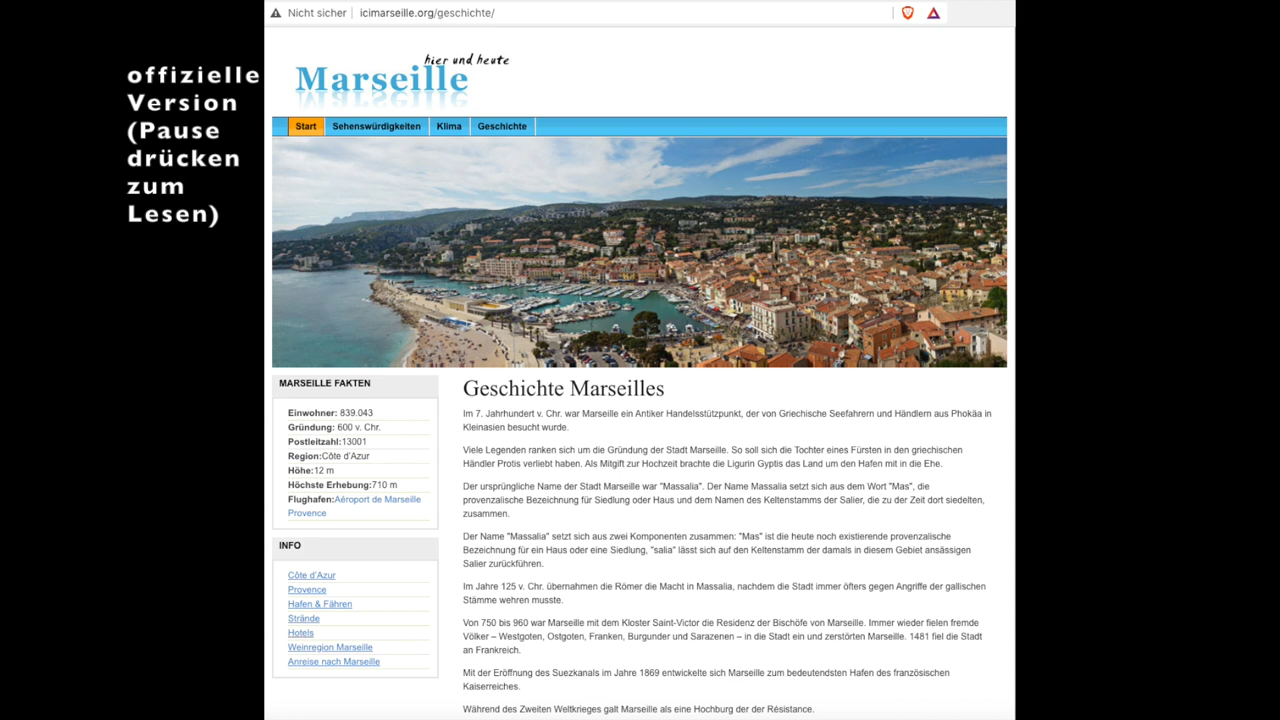 Nicht sicher icimarseille.org/geschichte/
offizielle
Version
(Pause
drücken
zum
Lesen)
hier und heute
Marseille
Start Sehenswürdigkeiten Klima Geschichte
MARSEILLE FAKTEN
Einwohner: 839.043
Gründung: 600 v. Chr.
Postleitzahl:13001
Region:Côte d'Azur
Höhe:12 m
Höchste Erhebung:710 m
Flughafen:Aéroport de Marseille
Provence
INFO
Côte d'Azur
Provence
Hafen & Fähren
Strände
Hotels
Weinregion Marseille
Anreise nach Marseille
Geschichte Marseilles
Im 7. Jahrhundert v. Chr. war Marseille ein Antiker Handelsstützpunkt, der von Griechische Seefahrern und Händlern aus Phokäa in
Kleinasien besucht wurde.
Viele Legenden ranken sich um die Gründung der Stadt Marseille. So soll sich die Tochter eines Fürsten in den griechischen
Händler Protis verliebt haben. Als Mitgift zur Hochzeit brachte die Ligurin Gyptis das Land um den Hafen mit in die Ehe.
Der ursprüngliche Name der Stadt Marseille war "Massalia". Der Name Massalia setzt sich aus dem Wort "Mas", die
provenzalische Bezeichnung für Siedlung oder Haus und dem Namen des Keltenstamms der Salier, die zu der Zeit dort siedelten,
zusammen.
Der Name "Massalia" setzt sich aus zwei Komponenten zusammen: "Mas" ist die heute noch existierende provenzalische
Bezeichnung für ein Haus oder eine Siedlung, "salia" lässt sich auf den Keltenstamm der damals in diesem Gebiet ansässigen
Salier zurückführen.
Im Jahre 125 v. Chr. übernahmen die Römer die Macht in Massalia, nachdem die Stadt immer öfters gegen Angriffe der gallischen
Stämme wehren musste.
Von 750 bis 960 war Marseille mit dem Kloster Saint-Victor die Residenz der Bischöfe von Marseille. Immer wieder fielen fremde
Völker – Westgoten, Ostgoten, Franken, Burgunder und Sarazenen – in die Stadt ein und zerstörten Marseille. 1481 fiel die Stadt
an Frankreich.
Mit der Eröffnung des Suezkanals im Jahre 1869 entwickelte sich Marseille zum bedeutendsten Hafen des französischen
Kaiserreiches.
Während des Zweiten Weltkrieges galt Marseille als eine Hochburg der der Résistance.